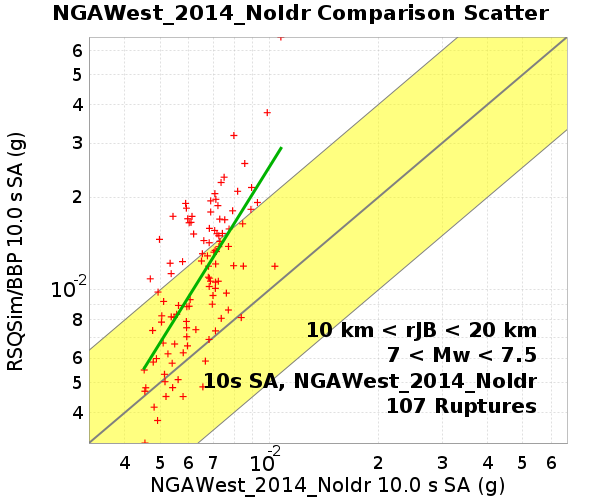 NGAWest_2014_NoIdr Comparison Scatter
RSQSim/BBP 10.0 s SA (g)
6
5
4
3
2
10-2
8
7
6
5
4
10 km < rJB < 20 km
7 < Mw < 7.5
10s SA, NGAWest_2014_NoIdr
107 Ruptures
4 5 6 7 10-2 2 3 4 5 6
NGAWest_2014_NoIdr 10.0 s SA (g)